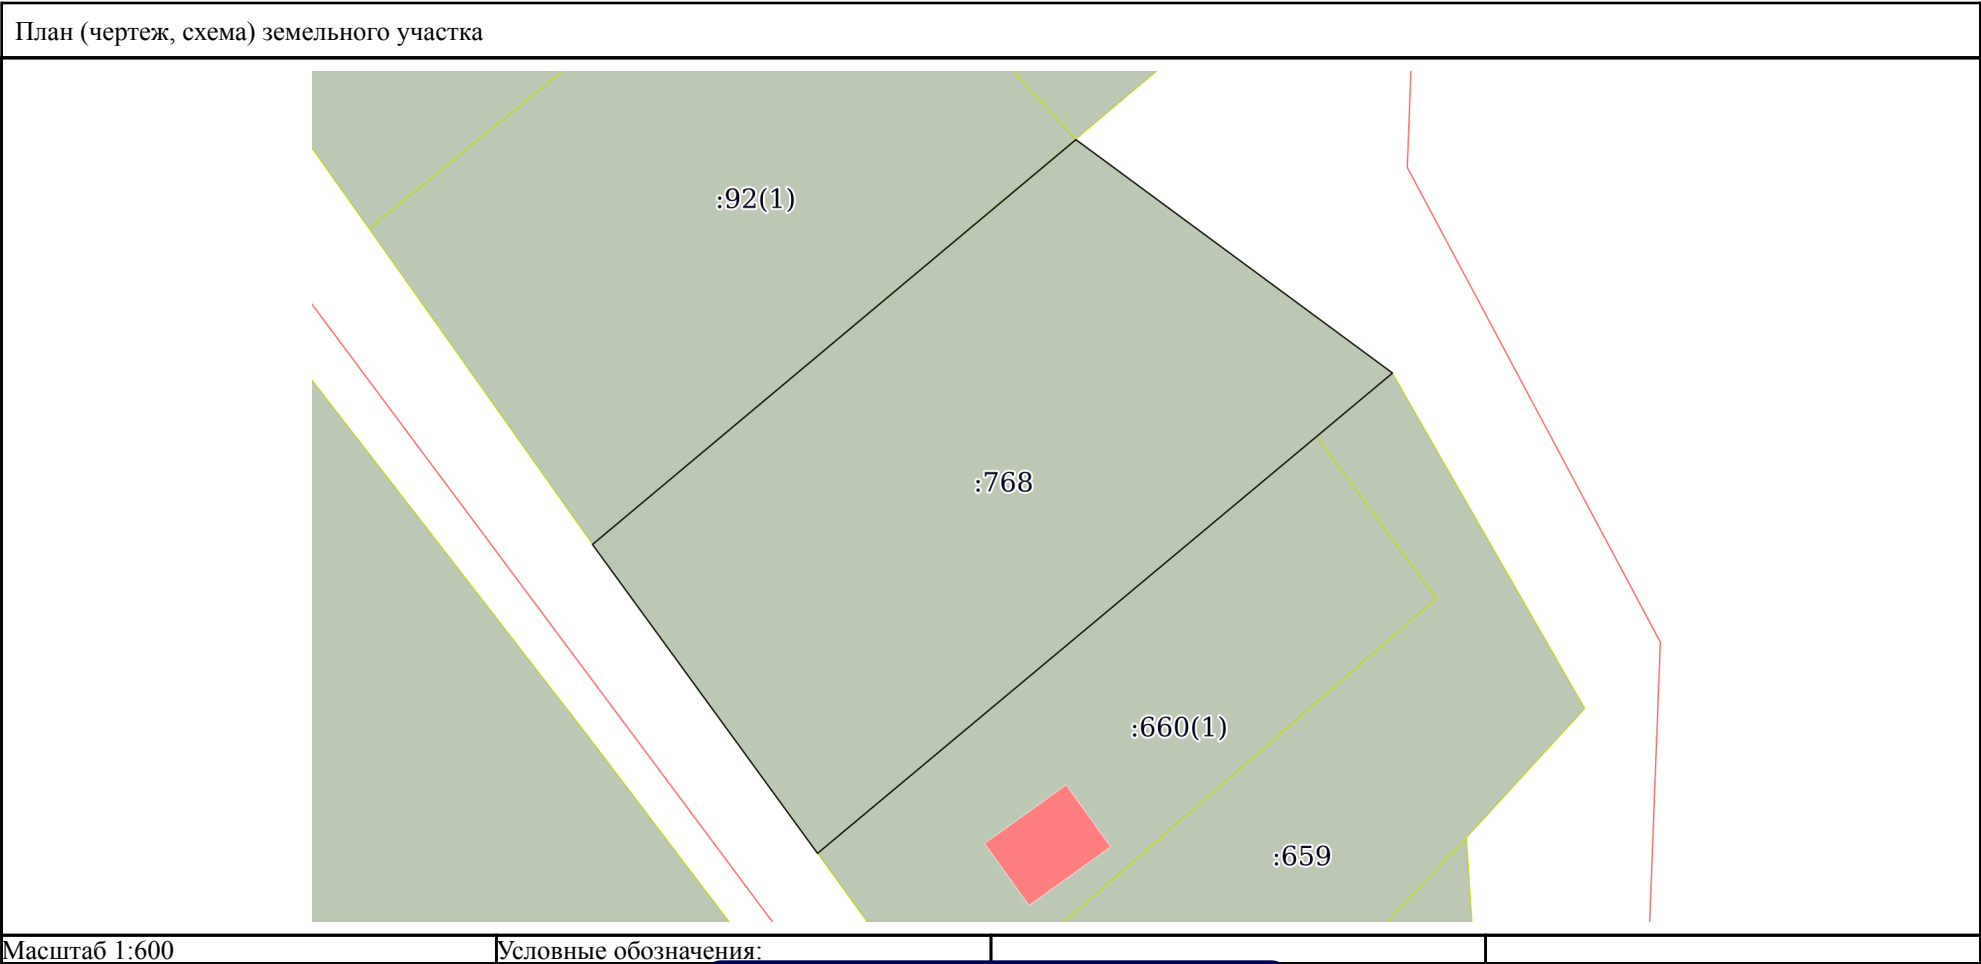 План (чертеж, схема) земельного участка
:92(1)
:768
:660(1)
:659
Масштаб 1:600
Условные обозначения: